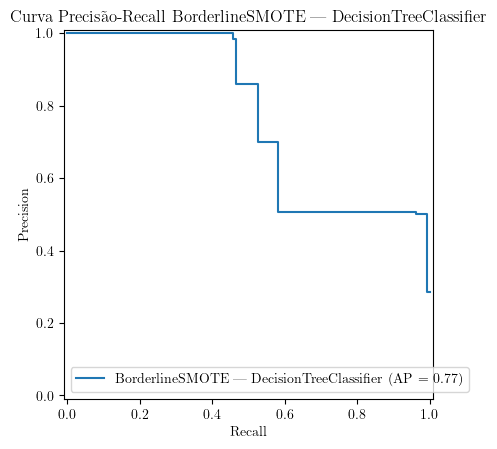 Curva Precisão-Recall BorderlineSMOTE — DecisionTreeClassifier
1.0
0.8
0.6
0.4
0.2
0.0
Precision
BorderlineSMOTE — DecisionTreeClassifier (AP = 0.77)
0.0 0.2 0.4 0.6 0.8 1.0
Recall